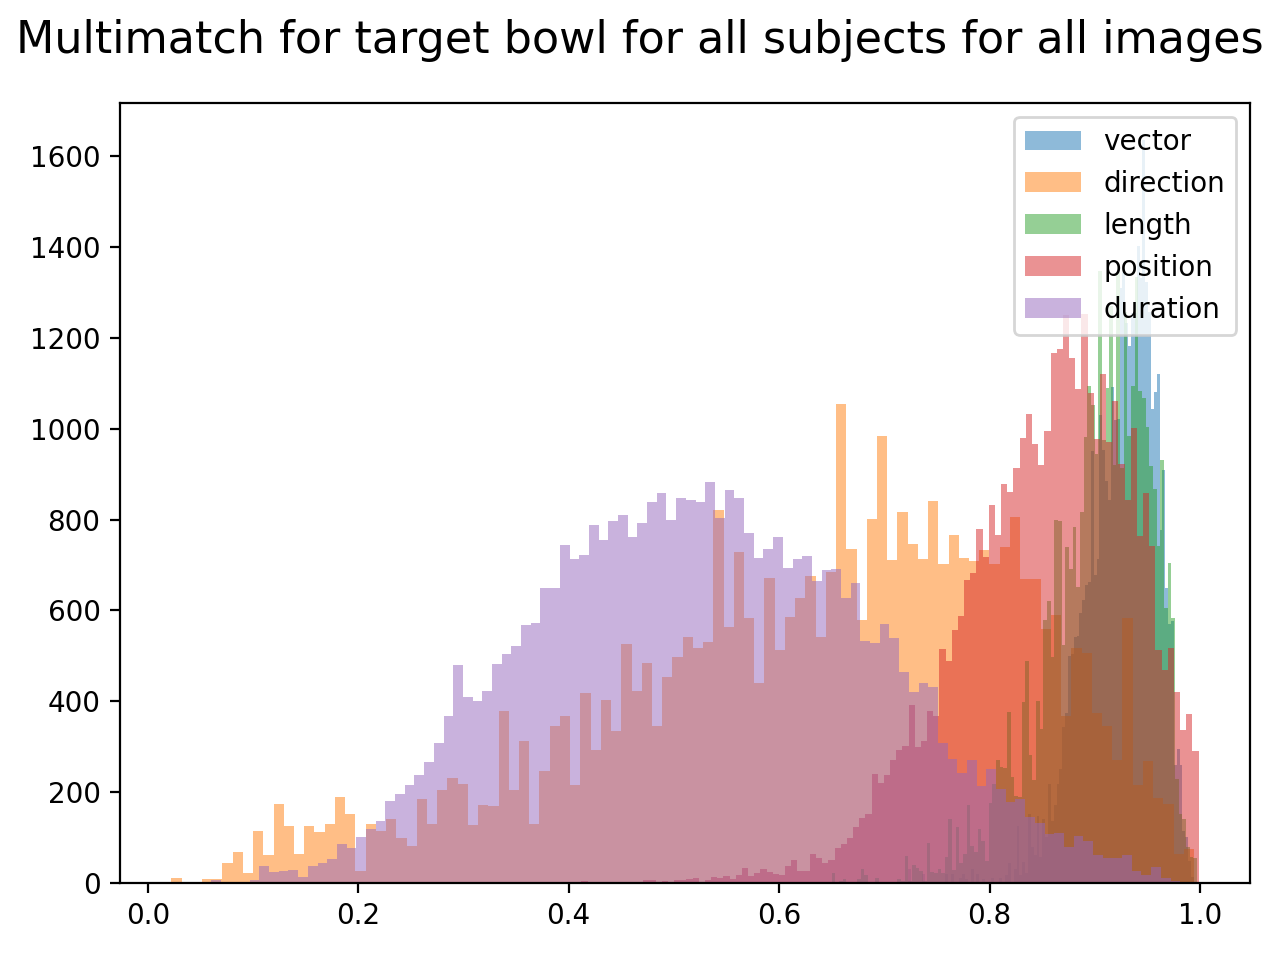 Multimatch for target bowl for all subjects for all images
vector
direction
length
position
duration
1600
1400
1200
1000
800
600
400
200
0
0.0 0.2 0.4 0.6 0.8 1.0